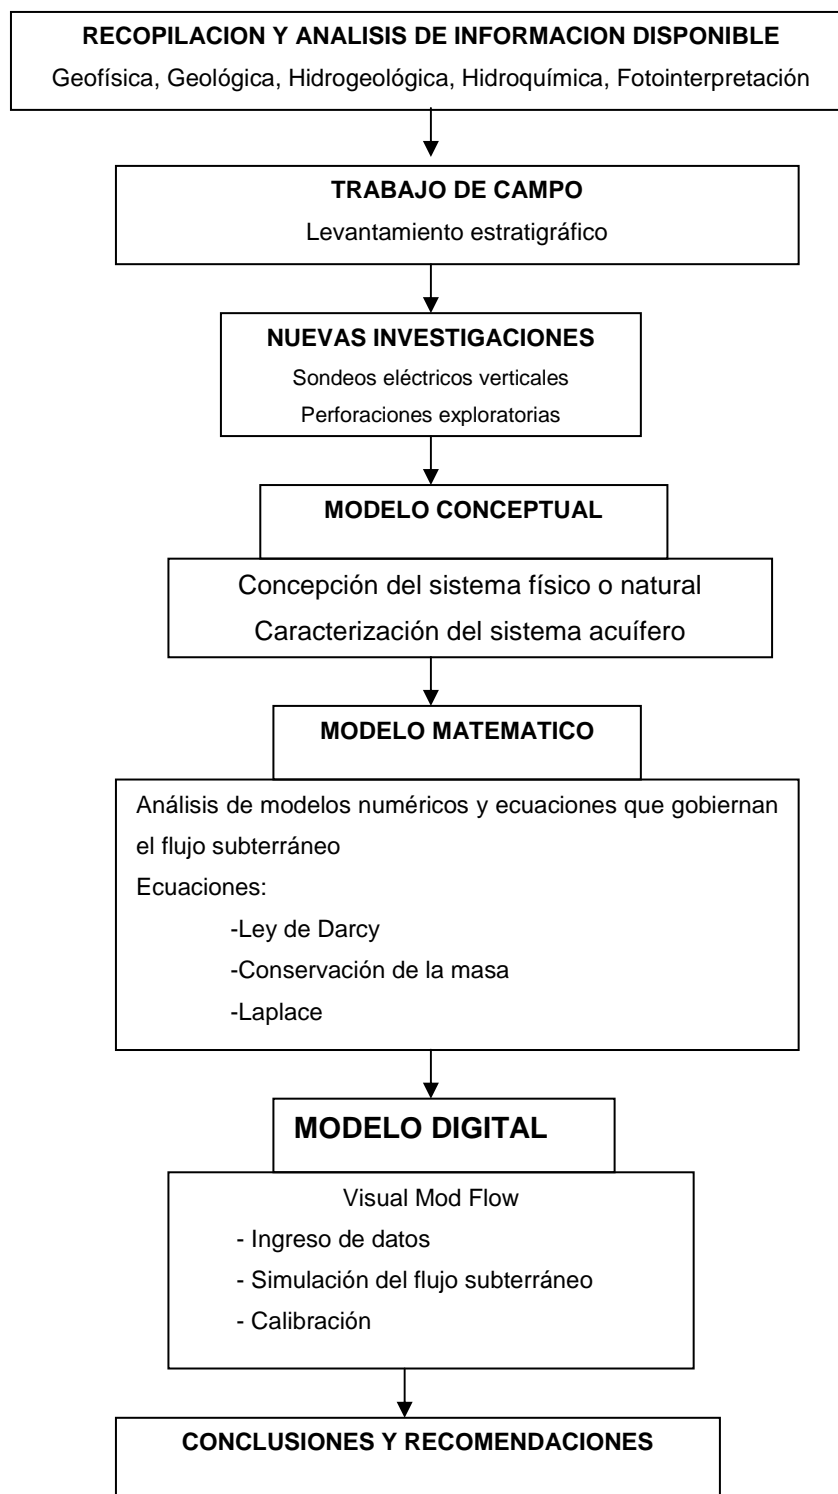 RECOPILACION Y ANALISIS DE INFORMACION DISPONIBLE
Geofísica, Geológica, Hidrogeológica, Hidroquímica, Fotointerpretación
TRABAJO DE CAMPO
Levantamiento estratigráfico
NUEVAS INVESTIGACIONES
Sondeos eléctricos verticales
Perforaciones exploratorias
MODELO CONCEPTUAL
Concepción del sistema físico o natural
Caracterización del sistema acuífero
MODELO MATEMATICO
Análisis de modelos numéricos y ecuaciones que gobiernan
el flujo subterráneo
Ecuaciones:
-Ley de Darcy
-Conservación de la masa
-Laplace
MODELO DIGITAL
Visual Mod Flow
- Ingreso de datos
- Simulación del flujo subterráneo
- Calibración
CONCLUSIONES Y RECOMENDACIONES